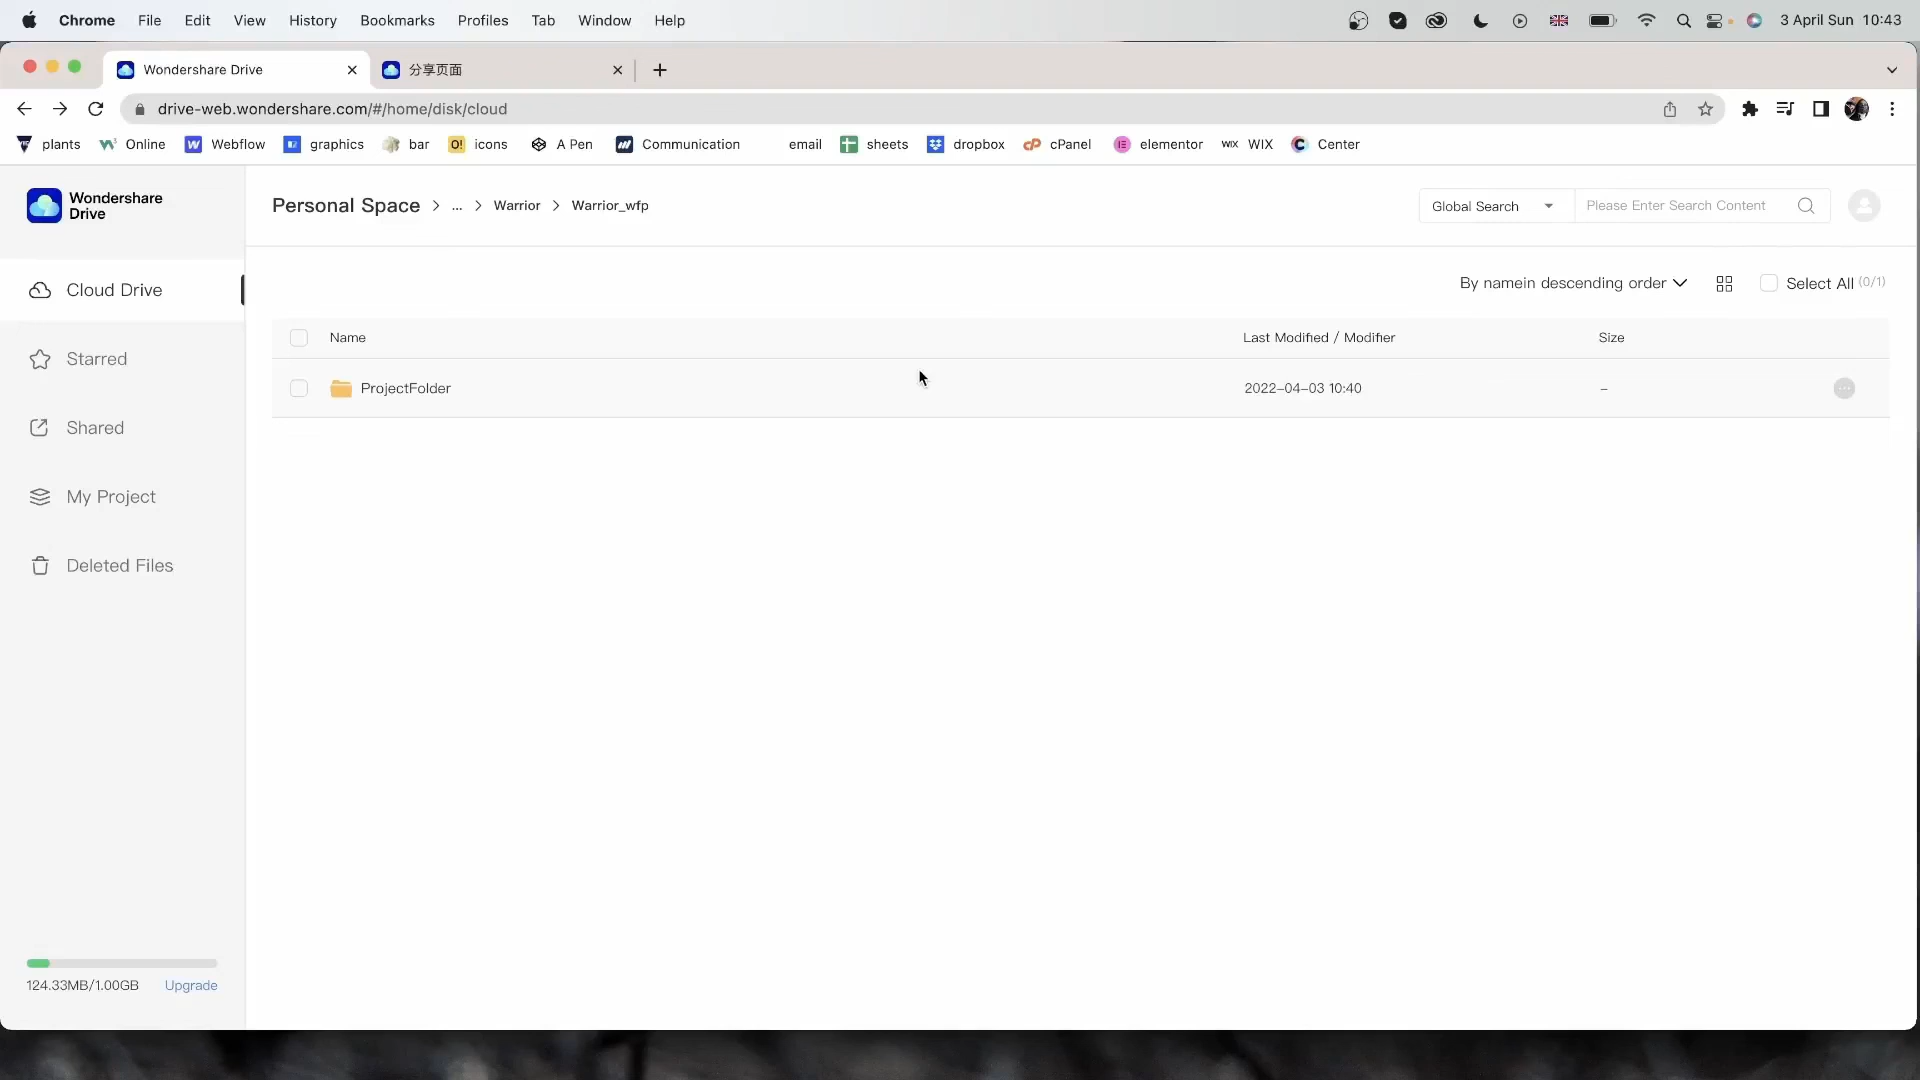 Chrome File Edit View History Bookmarks Profiles Tab Window Help 3 April Sun 10:43
Wondershare Drive 分享页面
drive-web.wondershare.com/#/home/disk/cloud
plants Online Webflow graphics bar icons A Pen Communication email sheets dropbox cPanel elementor WIX WIX Center
Wondershare
Drive
Personal Space > ... > Warrior > Warrior_wfp
Global Search Please Enter Search Content
Cloud Drive
By namein descending order Select All (0/1)
Name Last Modified / Modifier Size
Starred
ProjectFolder 2022-04-03 10:40 –
Shared
My Project
Deleted Files
124.33MB/1.00GB Upgrade